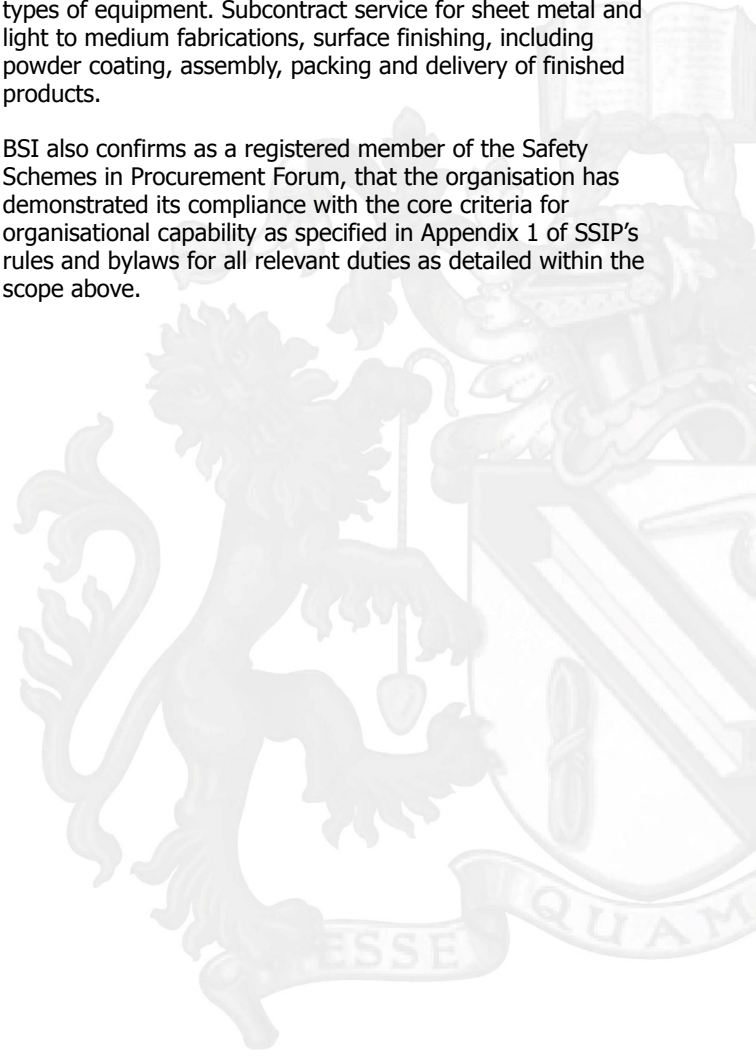 types of equipment. Subcontract service for sheet metal and
light to medium fabrications, surface finishing, including
powder coating, assembly, packing and delivery of finished
products.
BSI also confirms as a registered member of the Safety
Schemes in Procurement Forum, that the organisation has
demonstrated its compliance with the core criteria for
organisational capability as specified in Appendix 1 of SSIP’s
rules and bylaws for all relevant duties as detailed within the
scope above.
ESSE QUAM